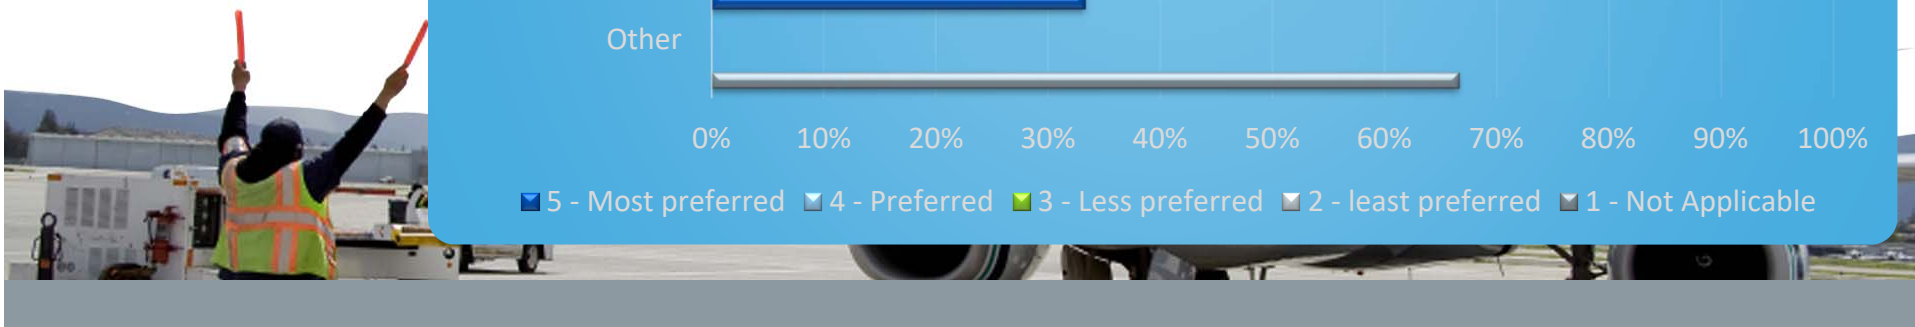 Other
0% 10% 20% 30% 40% 50% 60% 70% 80% 90% 100%
5 - Most preferred 4 - Preferred 3 - Less preferred 2 - least preferred 1 - Not Applicable